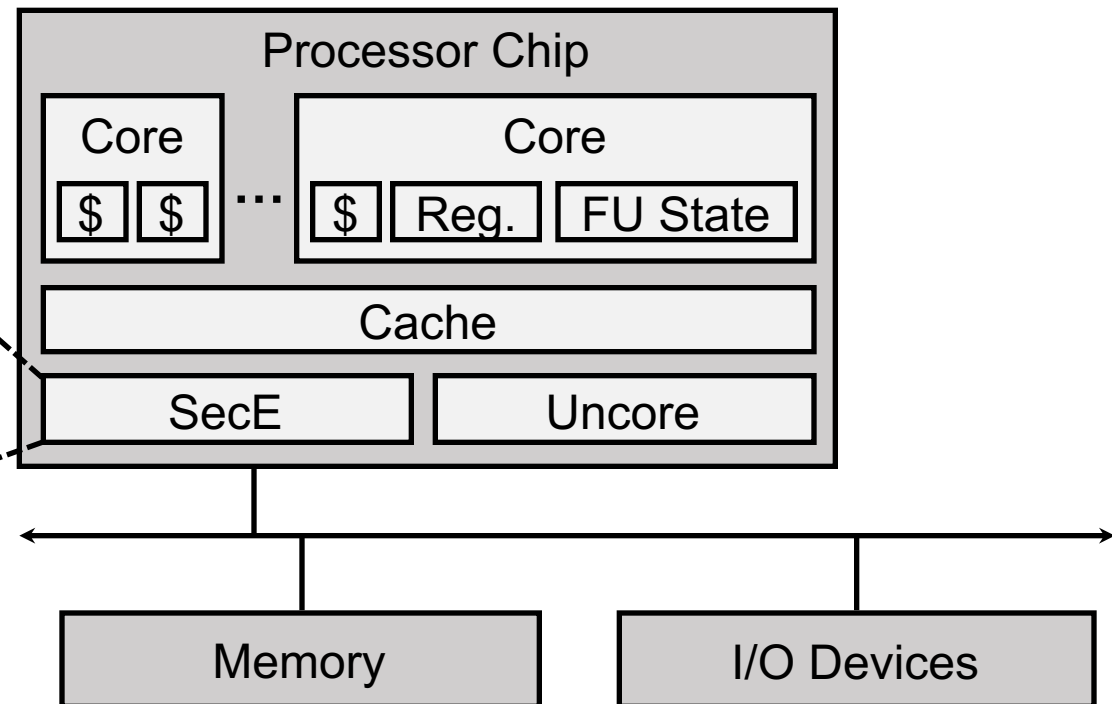 Processor Chip
Core
Core
$ $ ... $ Reg. FU State
Cache
SecE
Uncore
Memory
I/O Devices